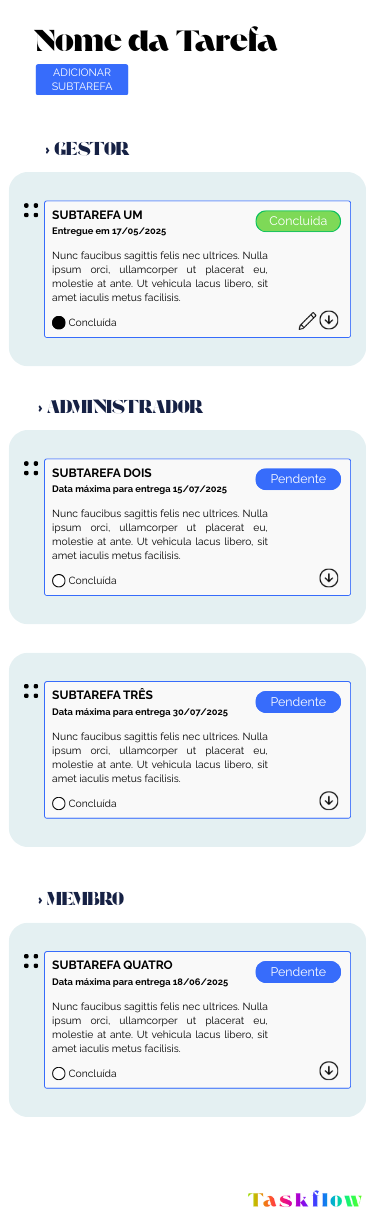 Nome da Tarefa
ADICIONAR
SUBTAREFA
› GESTOR
SUBTAREFA UM
Concluida
Entregue em 17/05/2025
Nunc faucibus sagittis felis nec ultrices. Nulla
ipsum orci, ullamcorper ut placerat eu,
molestie at ante. Ut vehicula lacus libero, sit
amet iaculis metus facilisis.
Concluída
› ADMINISTRADOR
SUBTAREFA DOIS
Pendente
Data máxima para entrega 15/07/2025
Nunc faucibus sagittis felis nec ultrices. Nulla
ipsum orci, ullamcorper ut placerat eu,
molestie at ante. Ut vehicula lacus libero, sit
amet iaculis metus facilisis.
Concluída
SUBTAREFA TRÊS
Pendente
Data máxima para entrega 30/07/2025
Nunc faucibus sagittis felis nec ultrices. Nulla
ipsum orci, ullamcorper ut placerat eu,
molestie at ante. Ut vehicula lacus libero, sit
amet iaculis metus facilisis.
Concluída
› MEMBRO
SUBTAREFA QUATRO
Pendente
Data máxima para entrega 18/06/2025
Nunc faucibus sagittis felis nec ultrices. Nulla
ipsum orci, ullamcorper ut placerat eu,
molestie at ante. Ut vehicula lacus libero, sit
amet iaculis metus facilisis.
Concluída
Taskflow